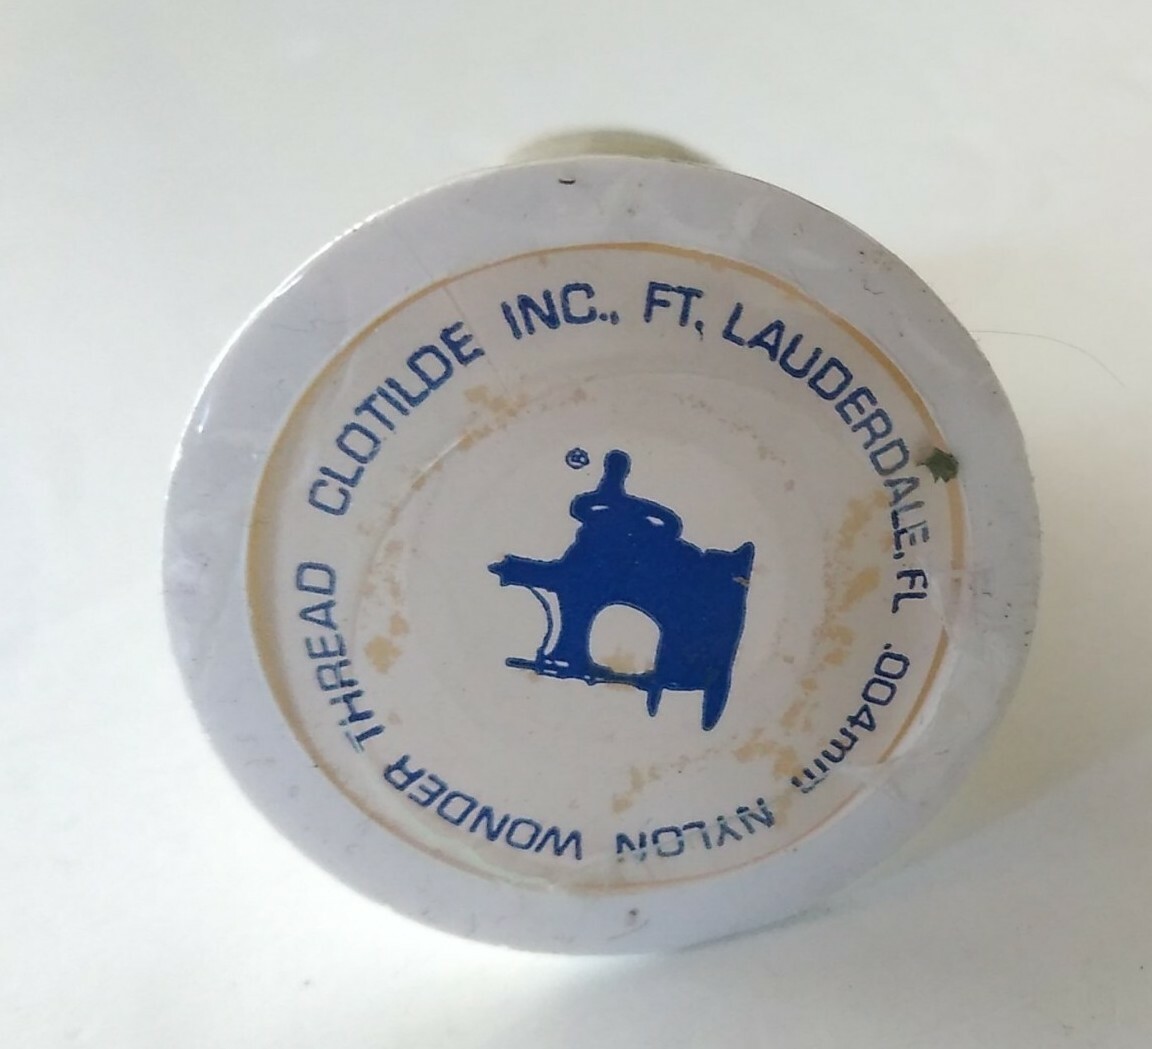 CLOTILDE INC., FT. LAUDERDALE, FL .004mm NYLON WONDER THREAD
®